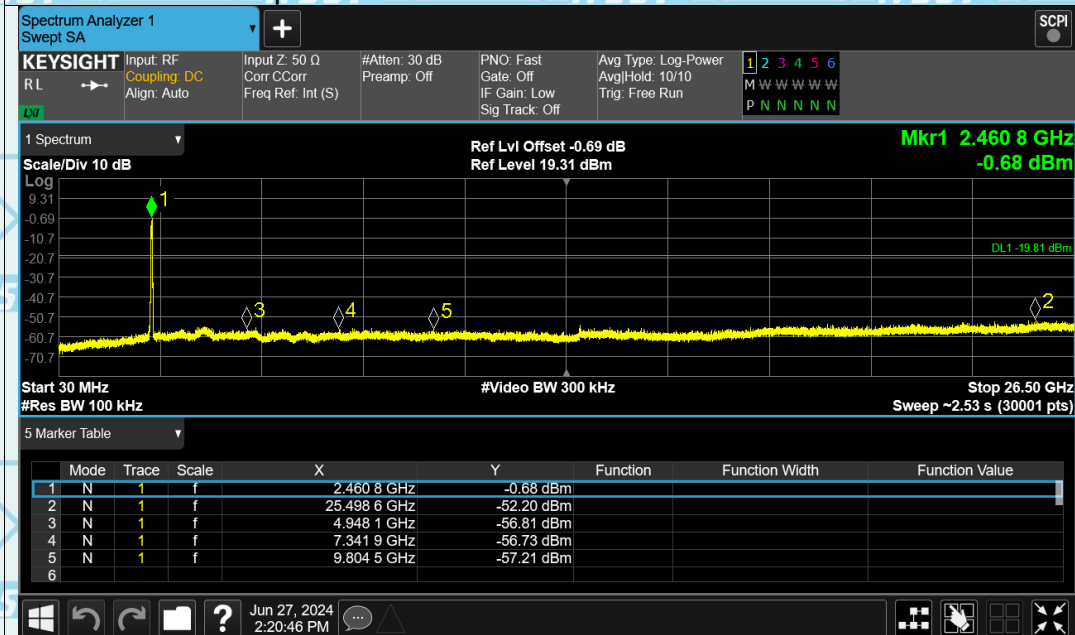 Spectrum Analyzer 1
Swept SA
+
SCPI
KEYSIGHT Input: RF Input Z: 50 Ω #Atten: 30 dB PNO: Fast Avg Type: Log-Power 1 2 3 4 5 6
R L Coupling: DC Corr CCorr Preamp: Off Gate: Off Avg|Hold: 10/10 M W W W W W
Align: Auto Freq Ref: Int (S) IF Gain: Low Trig: Free Run
LXI Sig Track: Off P N N N N N
1 Spectrum
Scale/Div 10 dB
Ref Lvl Offset -0.69 dB
Ref Level 19.31 dBm
Mkr1 2.460 8 GHz
-0.68 dBm
Log
9.31
-0.69
-10.7
-20.7
-30.7
-40.7
-50.7
-60.7
-70.7
1
3
4
5
2
DL1 -19.81 dBm
Start 30 MHz #Video BW 300 kHz Stop 26.50 GHz
#Res BW 100 kHz Sweep ~2.53 s (30001 pts)
5 Marker Table
Mode Trace Scale X Y Function Function Width Function Value
1 N 1 f 2.460 8 GHz -0.68 dBm
2 N 1 f 25.498 6 GHz -52.20 dBm
3 N 1 f 4.948 1 GHz -56.81 dBm
4 N 1 f 7.341 9 GHz -56.73 dBm
5 N 1 f 9.804 5 GHz -57.21 dBm
6
? Jun 27, 2024
2:20:46 PM